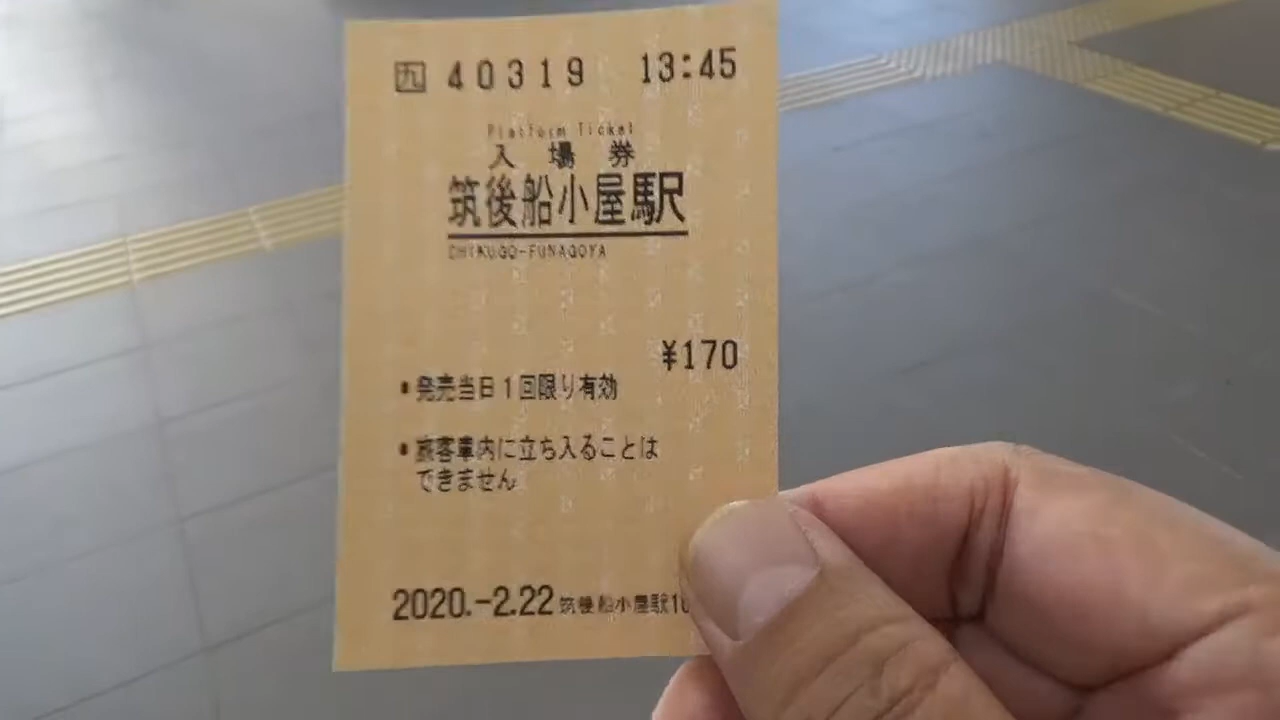 九 40319 13:45
Platform Ticket
入場券
筑後船小屋駅
CHIKUGO-FUNAGOYA
¥170
・発売当日1回限り有効
・旅客車内に立ち入ることは
できません
2020.-2.22 筑後船小屋駅